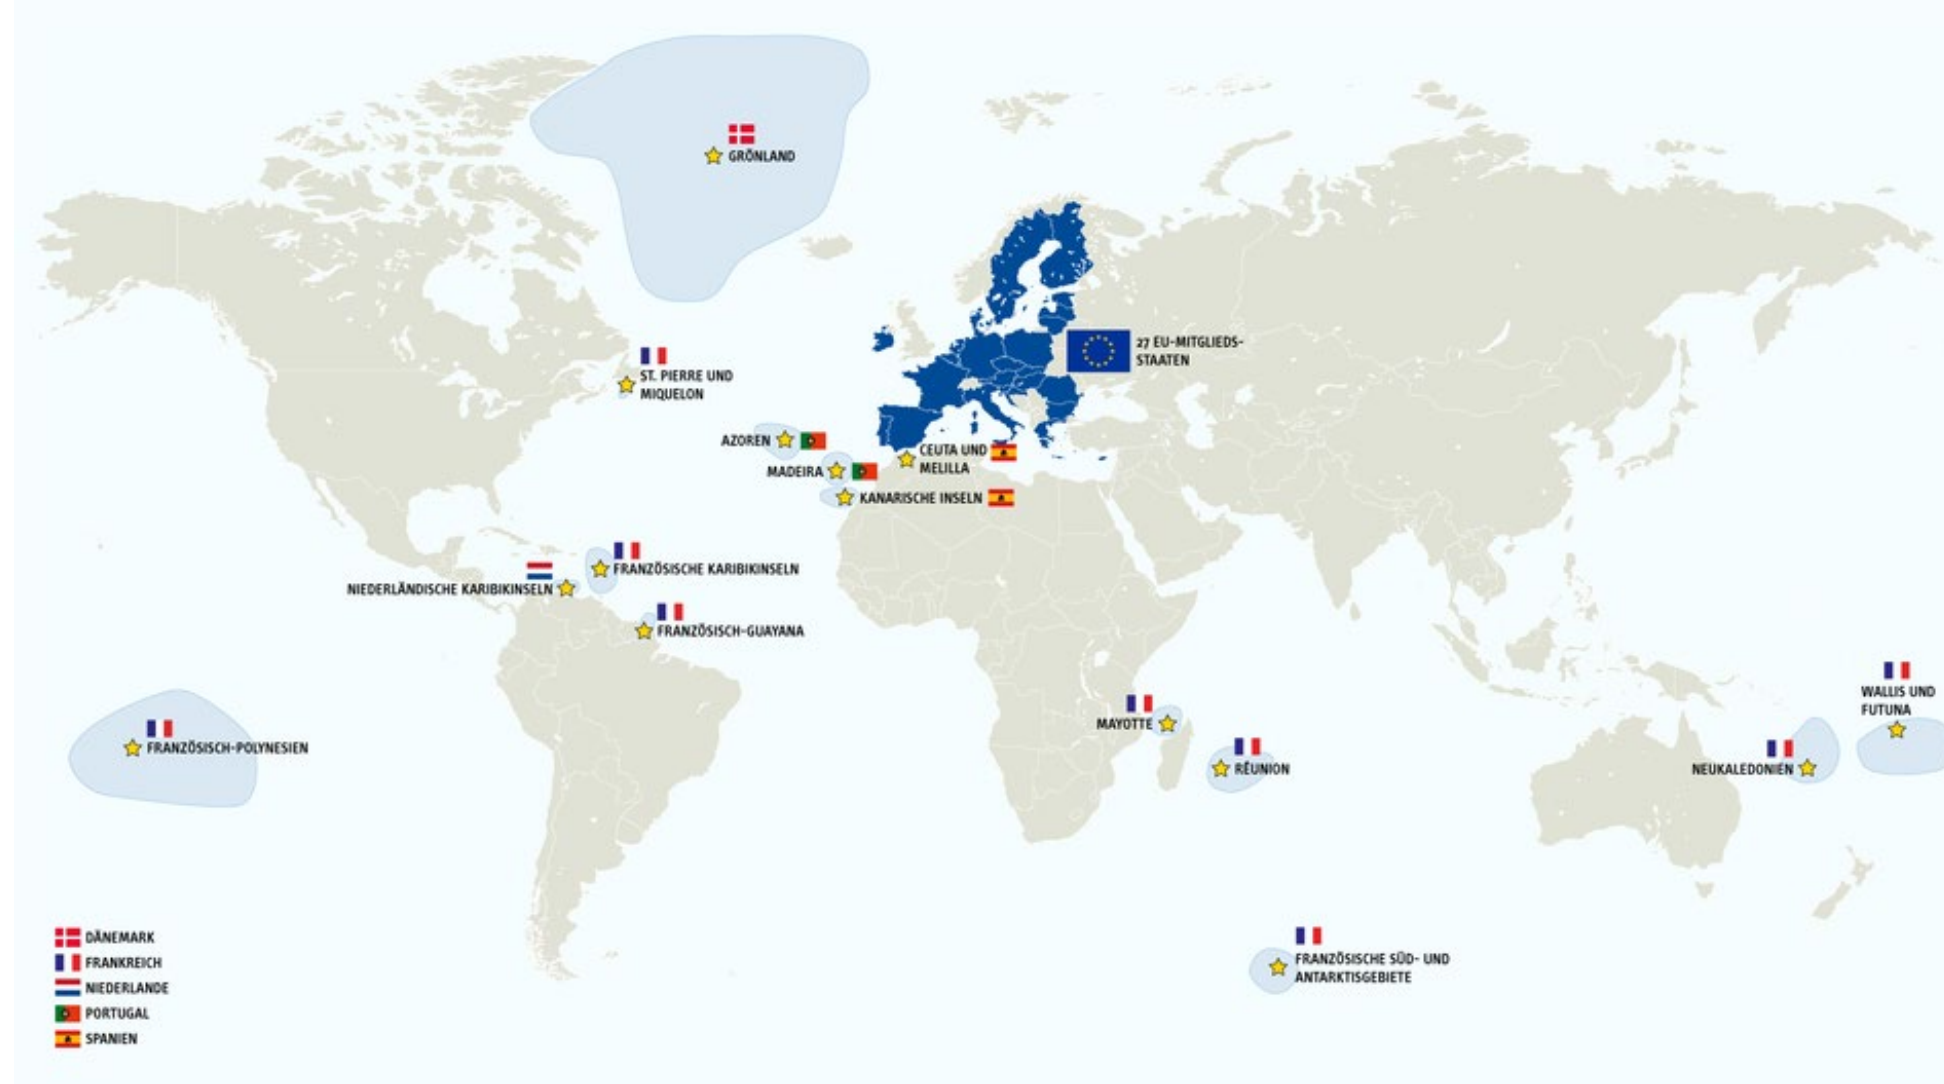 GRÖNLAND
27 EU-MITGLIEDS-
STAATEN
ST. PIERRE UND
MIQUELON
AZOREN
MADEIRA
CEUTA UND
MELILLA
KANARISCHE INSELN
FRANZÖSISCHE KARIBIKINSELN
NIEDERLÄNDISCHE KARIBIKINSELN
FRANZÖSISCH-GUAYANA
FRANZÖSISCH-POLYNESIEN
MAYOTTE
RÉUNION
WALLIS UND
FUTUNA
NEUKALEDONIEN
FRANZÖSISCHE SÜD- UND
ANTARKTISGEBIETE
DÄNEMARK
FRANKREICH
NIEDERLANDE
PORTUGAL
SPANIEN